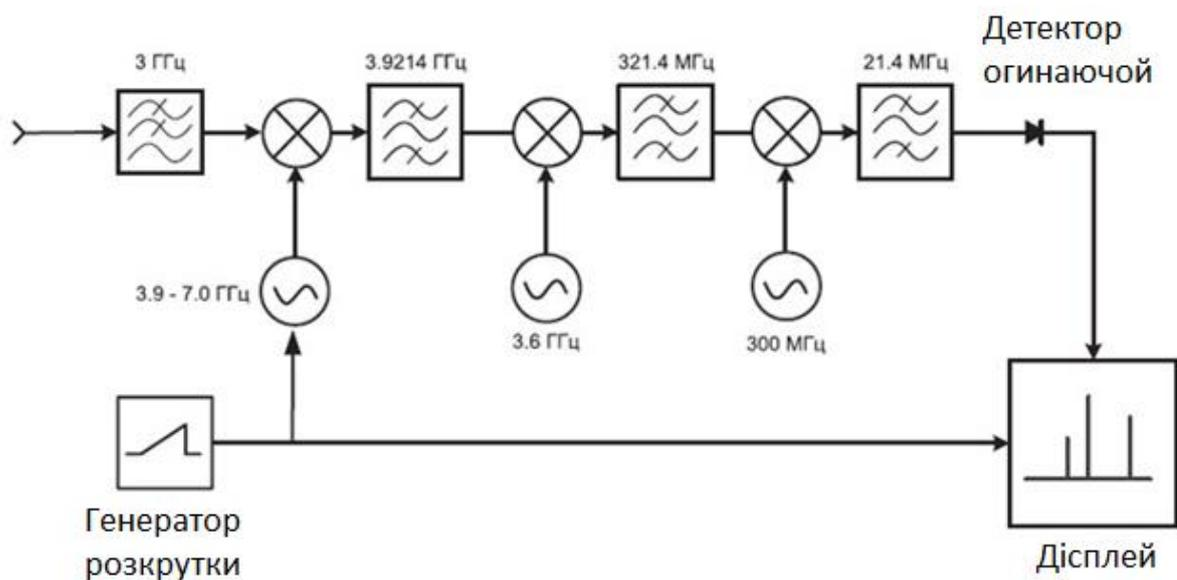 Детектор
огинаючой
3 ГГц
3.9214 ГГц
321.4 МГц
21.4 МГц
3.9 - 7.0 ГГц
3.6 ГГц
300 МГц
Генератор
розкрутки
Дісплей